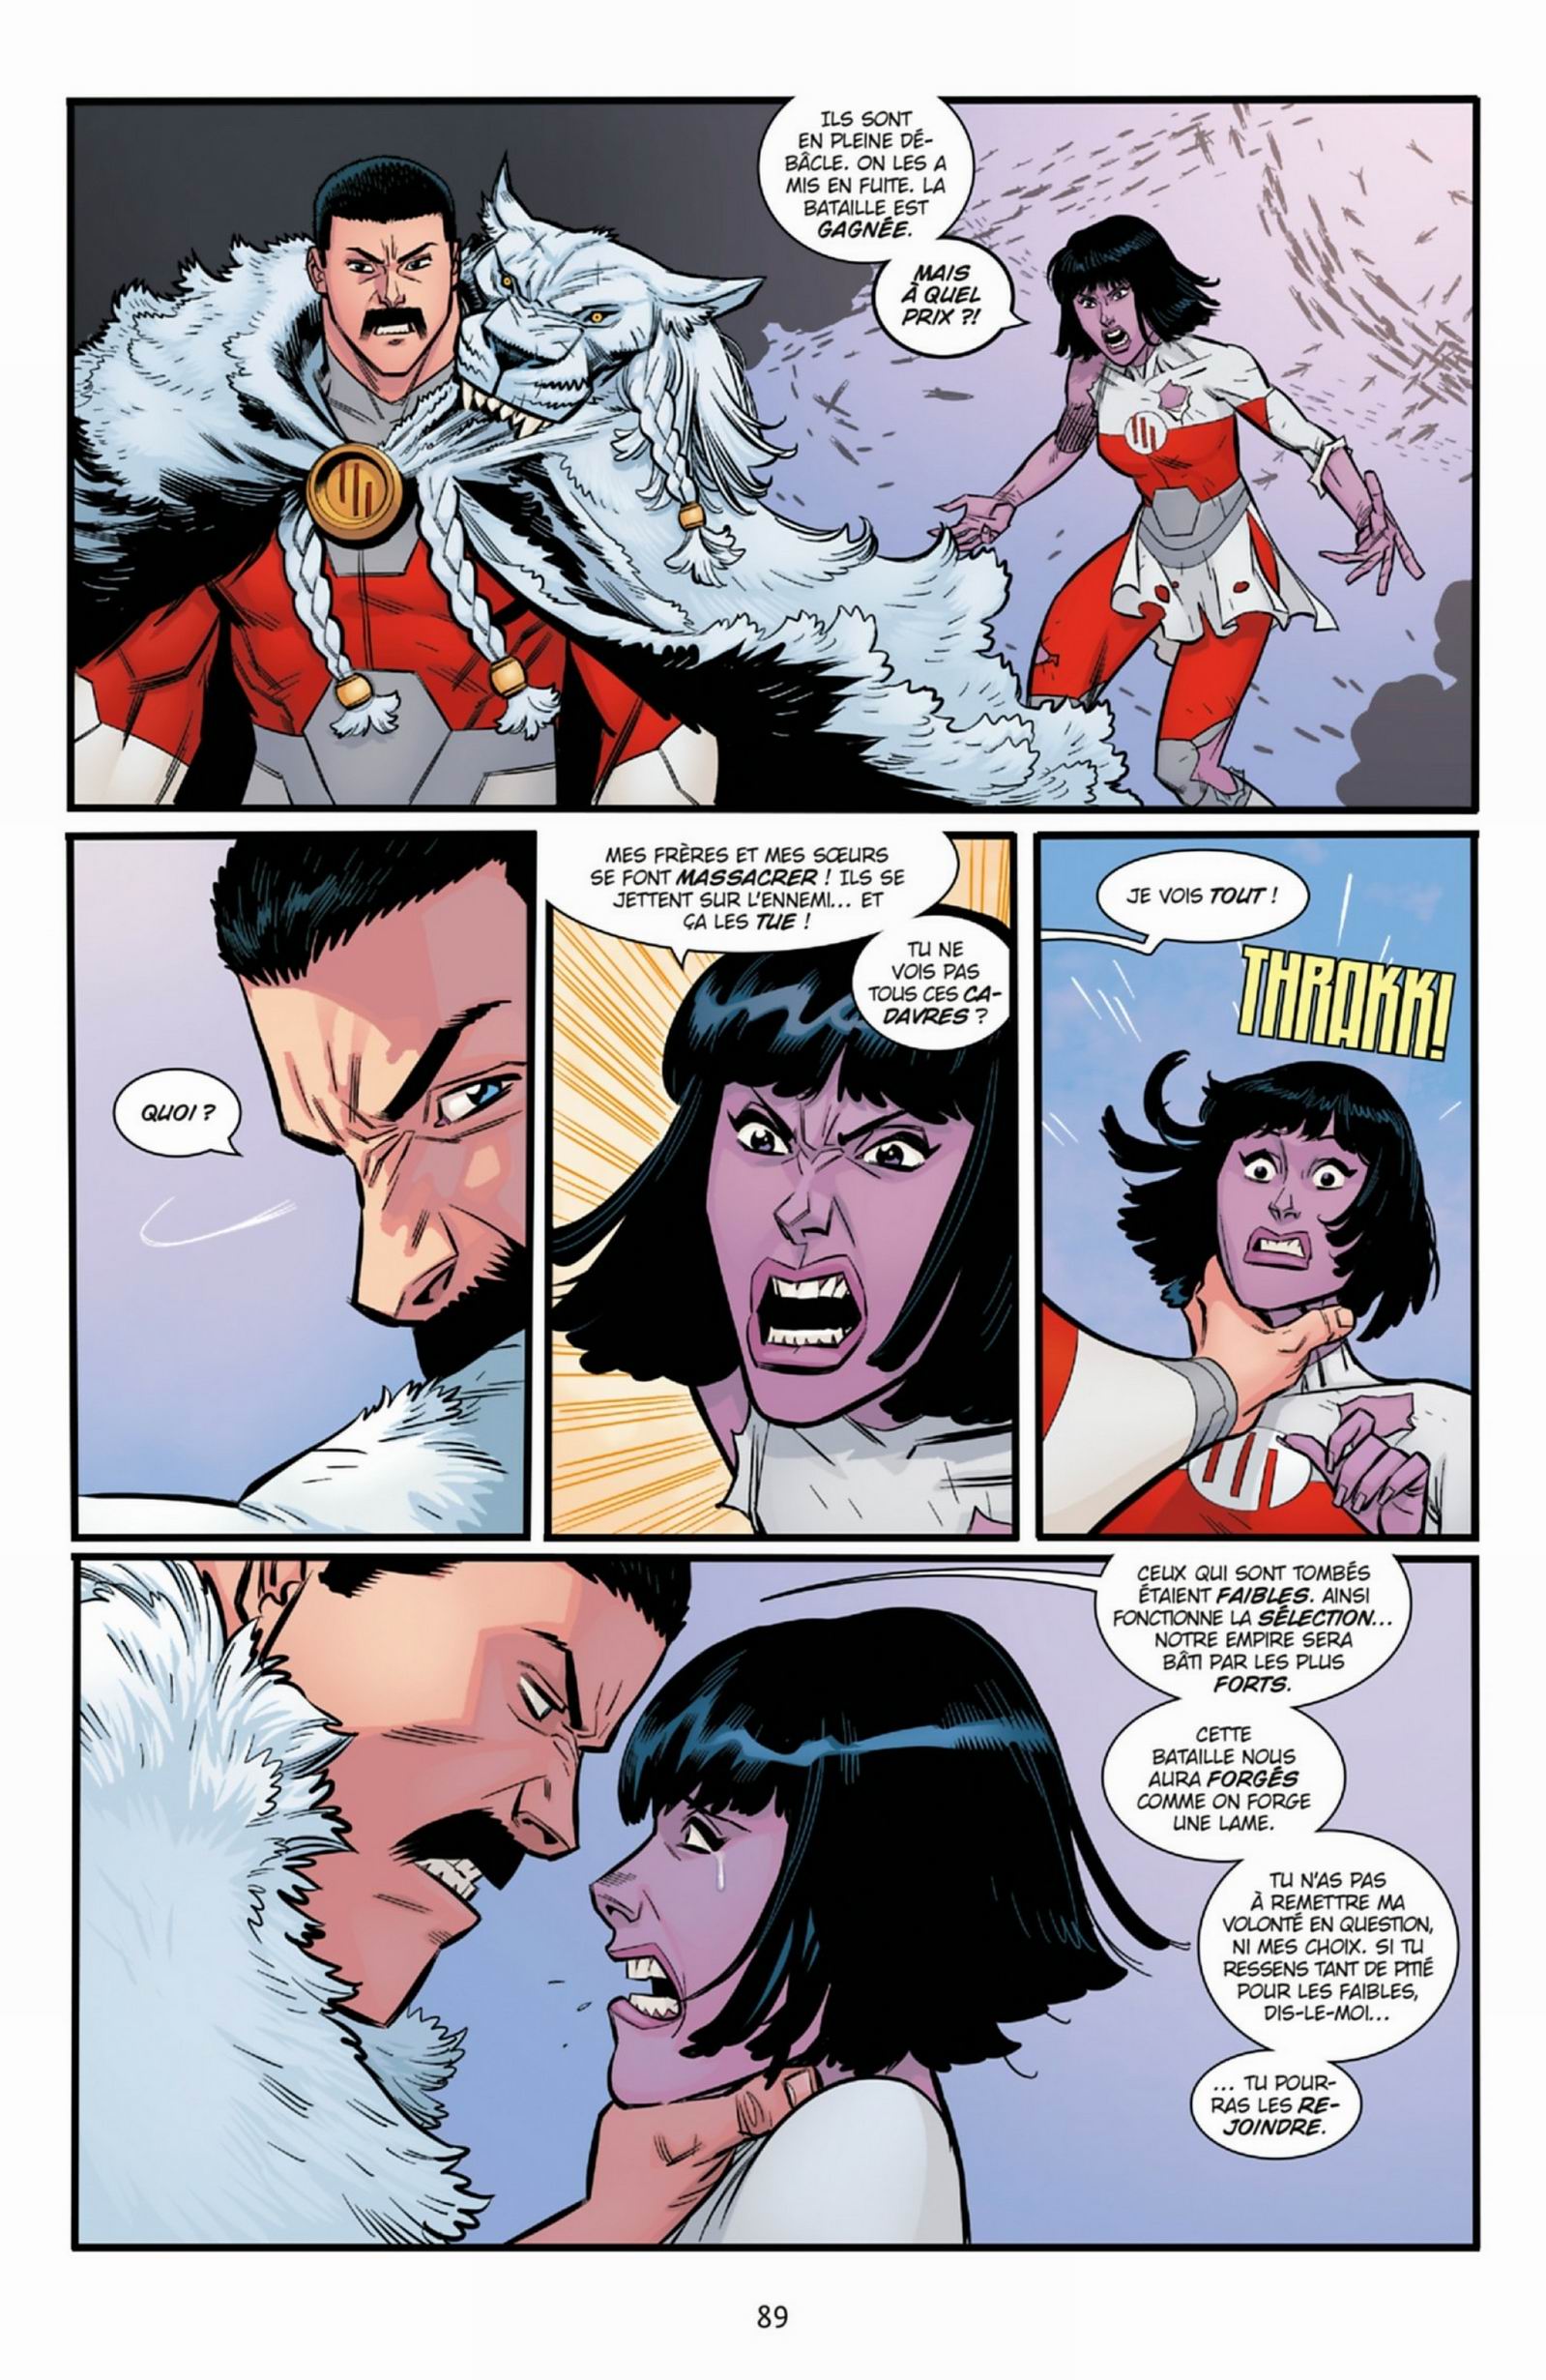 ILS SONT
EN PLEINE DÉ-
BÂCLE. ON LES A
MIS EN FUITE. LA
BATAILLE EST
GAGNÉE.
MAIS
À QUEL
PRIX ?!
QUOI ?
MES FRÈRES ET MES SŒURS
SE FONT MASSACRER ! ILS SE
JETTENT SUR L'ENNEMI... ET
ÇA LES TUE !
TU NE
VOIS PAS
TOUS CES CA-
DAVRES ?
JE VOIS TOUT !
THRAKK!
CEUX QUI SONT TOMBÉS
ÉTAIENT FAIBLES. AINSI
FONCTIONNE LA SÉLECTION...
NOTRE EMPIRE SERA
BÂTI PAR LES PLUS
FORTS.
CETTE
BATAILLE NOUS
AURA FORGÉS
COMME ON FORGE
UNE LAME.
TU N'AS PAS
À REMETTRE MA
VOLONTÉ EN QUESTION,
NI MES CHOIX. SI TU
RESSENS TANT DE PITIÉ
POUR LES FAIBLES,
DIS-LE-MOI...
... TU POUR-
RAS LES RE-
JOINDRE.
89